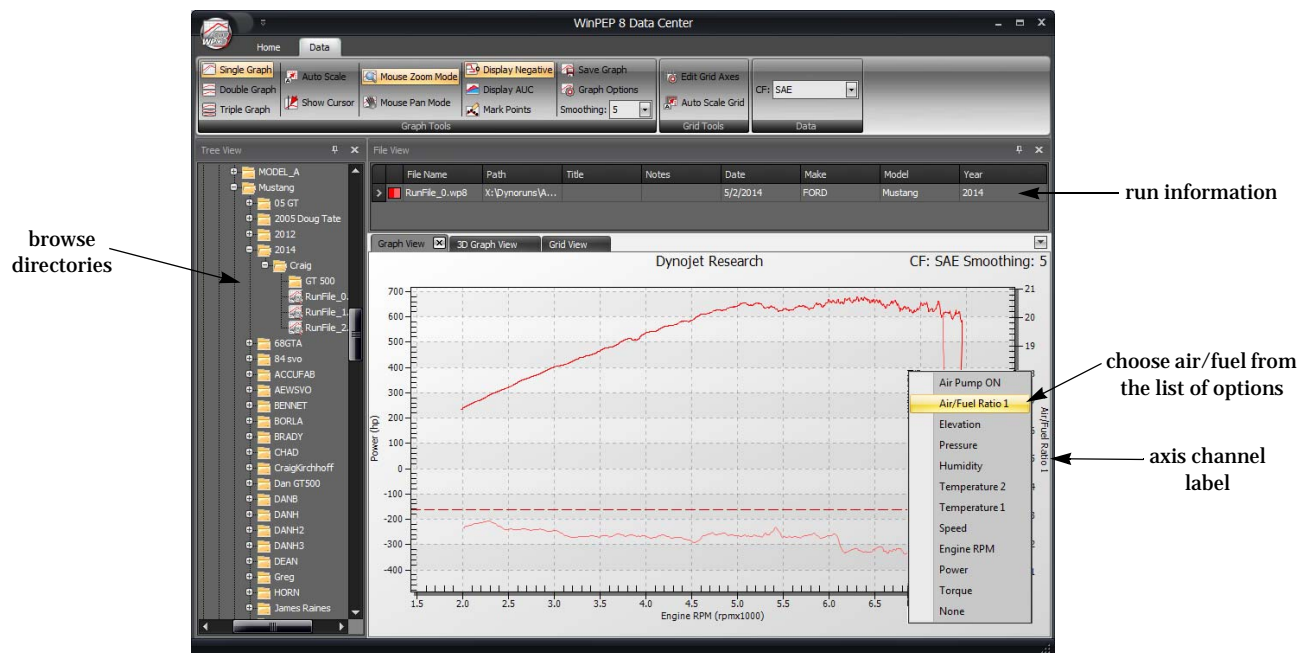 WinPEP 8 Data Center
Home Data
Single Graph
Double Graph
Triple Graph
Auto Scale
Show Cursor
Mouse Zoom Mode
Mouse Pan Mode
Display Negative
Display AUC
Mark Points
Save Graph
Graph Options
Smoothing: 5
Graph Tools
Edit Grid Axes
Auto Scale Grid
Grid Tools
CF: SAE
Data
Tree View
MODEL_A
Mustang
05 GT
2005 Doug Tate
2012
2014
Craig
GT 500
RunFile_0.
RunFile_1.
RunFile_2.
68GTA
84 svo
ACCUFAB
AEWSVO
BENNET
BORLA
BRADY
CHAD
CraigKirchhoff
Dan GT500
DANB
DANH
DANH2
DANH3
DEAN
Greg
HORN
James Raines
File View
File Name Path Title Notes Date Make Model Year
RunFile_0.wp8 X:\Dynoruns\A... 5/2/2014 FORD Mustang 2014
Graph View 3D Graph View Grid View
Dynojet Research
CF: SAE Smoothing: 5
Power (hp)
700
600
500
400
300
200
100
0
-100
-200
-300
-400
1.5 2.0 2.5 3.0 3.5 4.0 4.5 5.0 5.5 6.0 6.5
Engine RPM (rpmx1000)
21
20
19
Air/Fuel Ratio 1
Air Pump ON
Air/Fuel Ratio 1
Elevation
Pressure
Humidity
Temperature 2
Temperature 1
Speed
Engine RPM
Power
Torque
None
browse
directories
run information
choose air/fuel from
the list of options
axis channel
label